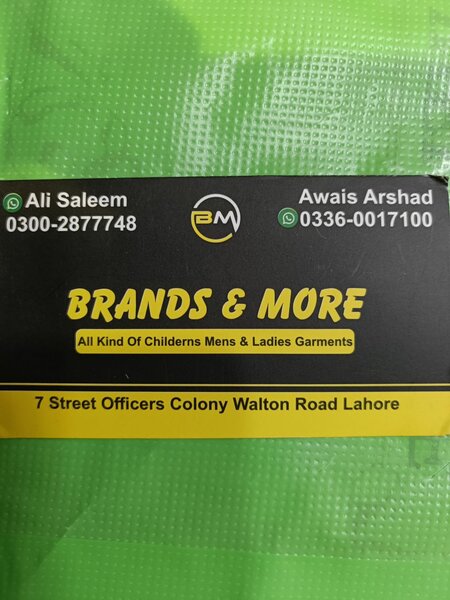 Ali Saleem
0300-2877748
BM
Awais Arshad
0336-0017100
BRANDS & MORE
All Kind Of Childerns Mens & Ladies Garments
7 Street Officers Colony Walton Road Lahore